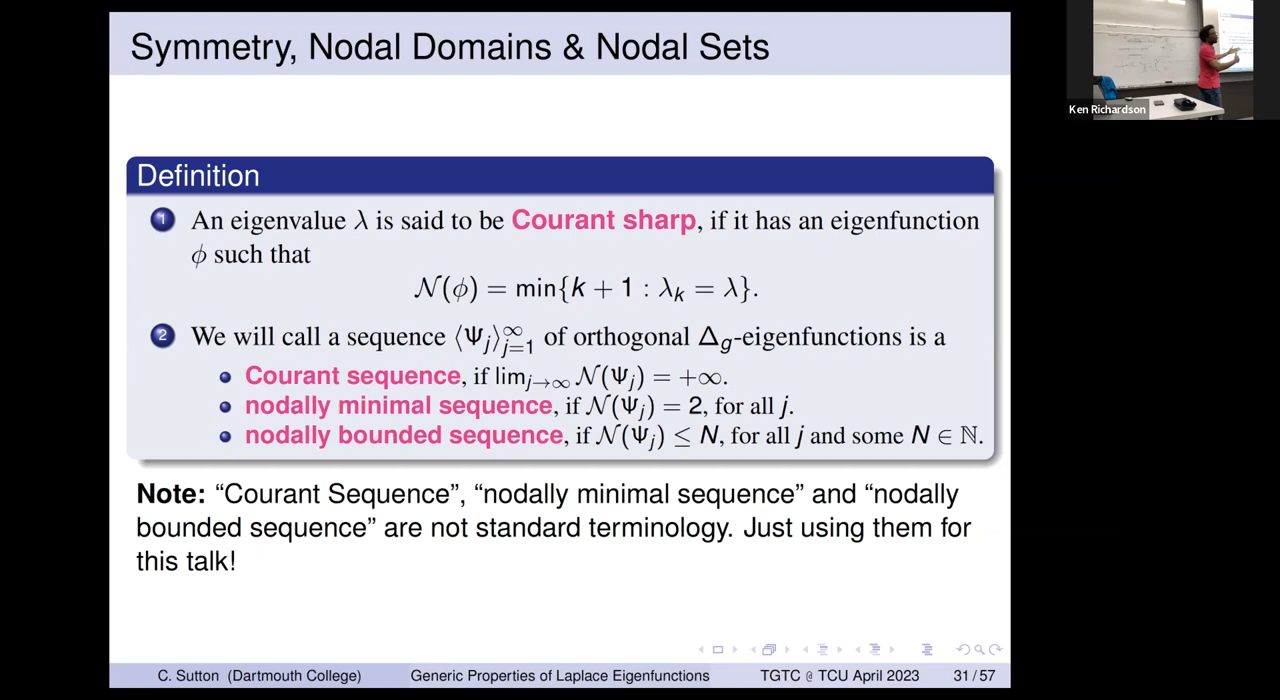 Symmetry, Nodal Domains & Nodal Sets
Ken Richardson
Definition
1 An eigenvalue λ is said to be Courant sharp, if it has an eigenfunction
ϕ such that
𝒩(ϕ) = min{k + 1 : λ_k = λ}.
2 We will call a sequence ⟨Ψ_j⟩_{j=1}^∞ of orthogonal Δ_g-eigenfunctions is a
Courant sequence, if lim_{j→∞} 𝒩(Ψ_j) = +∞.
nodally minimal sequence, if 𝒩(Ψ_j) = 2, for all j.
nodally bounded sequence, if 𝒩(Ψ_j) ≤ N, for all j and some N ∈ ℕ.
Note: “Courant Sequence”, “nodally minimal sequence” and “nodally
bounded sequence” are not standard terminology. Just using them for
this talk!
C. Sutton (Dartmouth College) Generic Properties of Laplace Eigenfunctions TGTC @ TCU April 2023 31 / 57